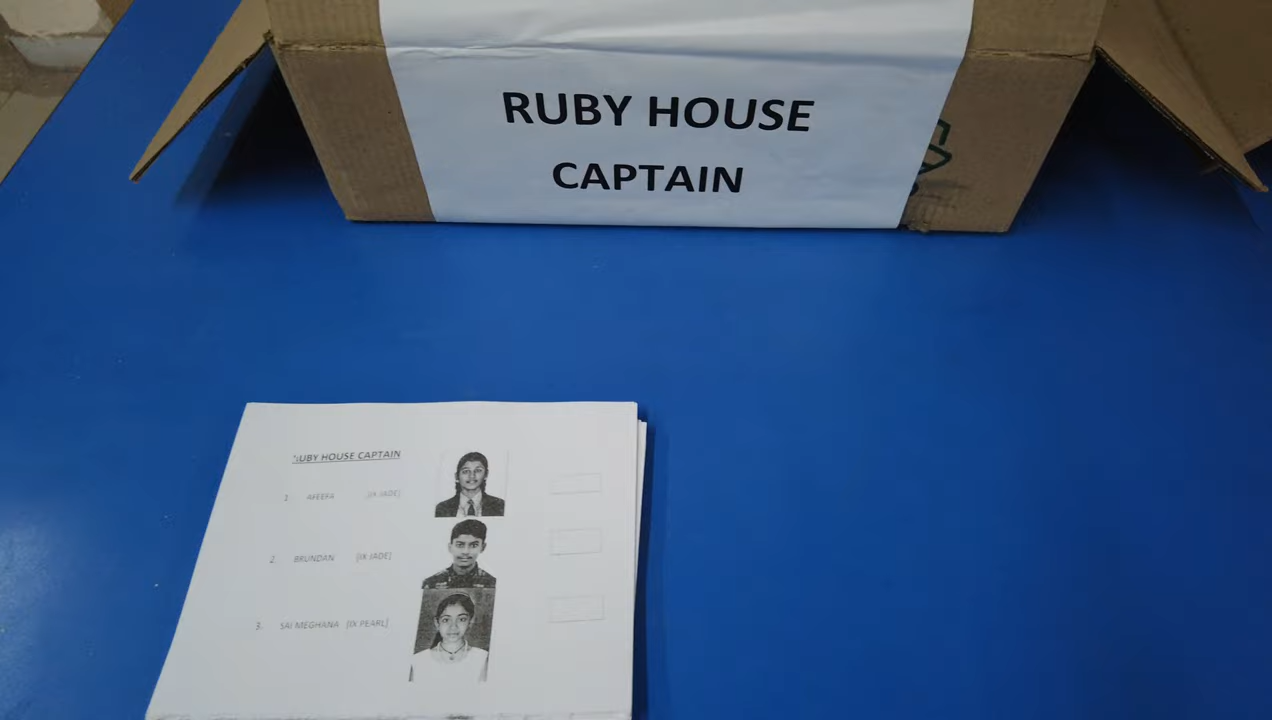 RUBY HOUSE
CAPTAIN
RUBY HOUSE CAPTAIN
1 AFEEFA [IX JADE]
2. BRUNDAN [IX JADE]
3. SAI MEGHANA [IX PEARL]